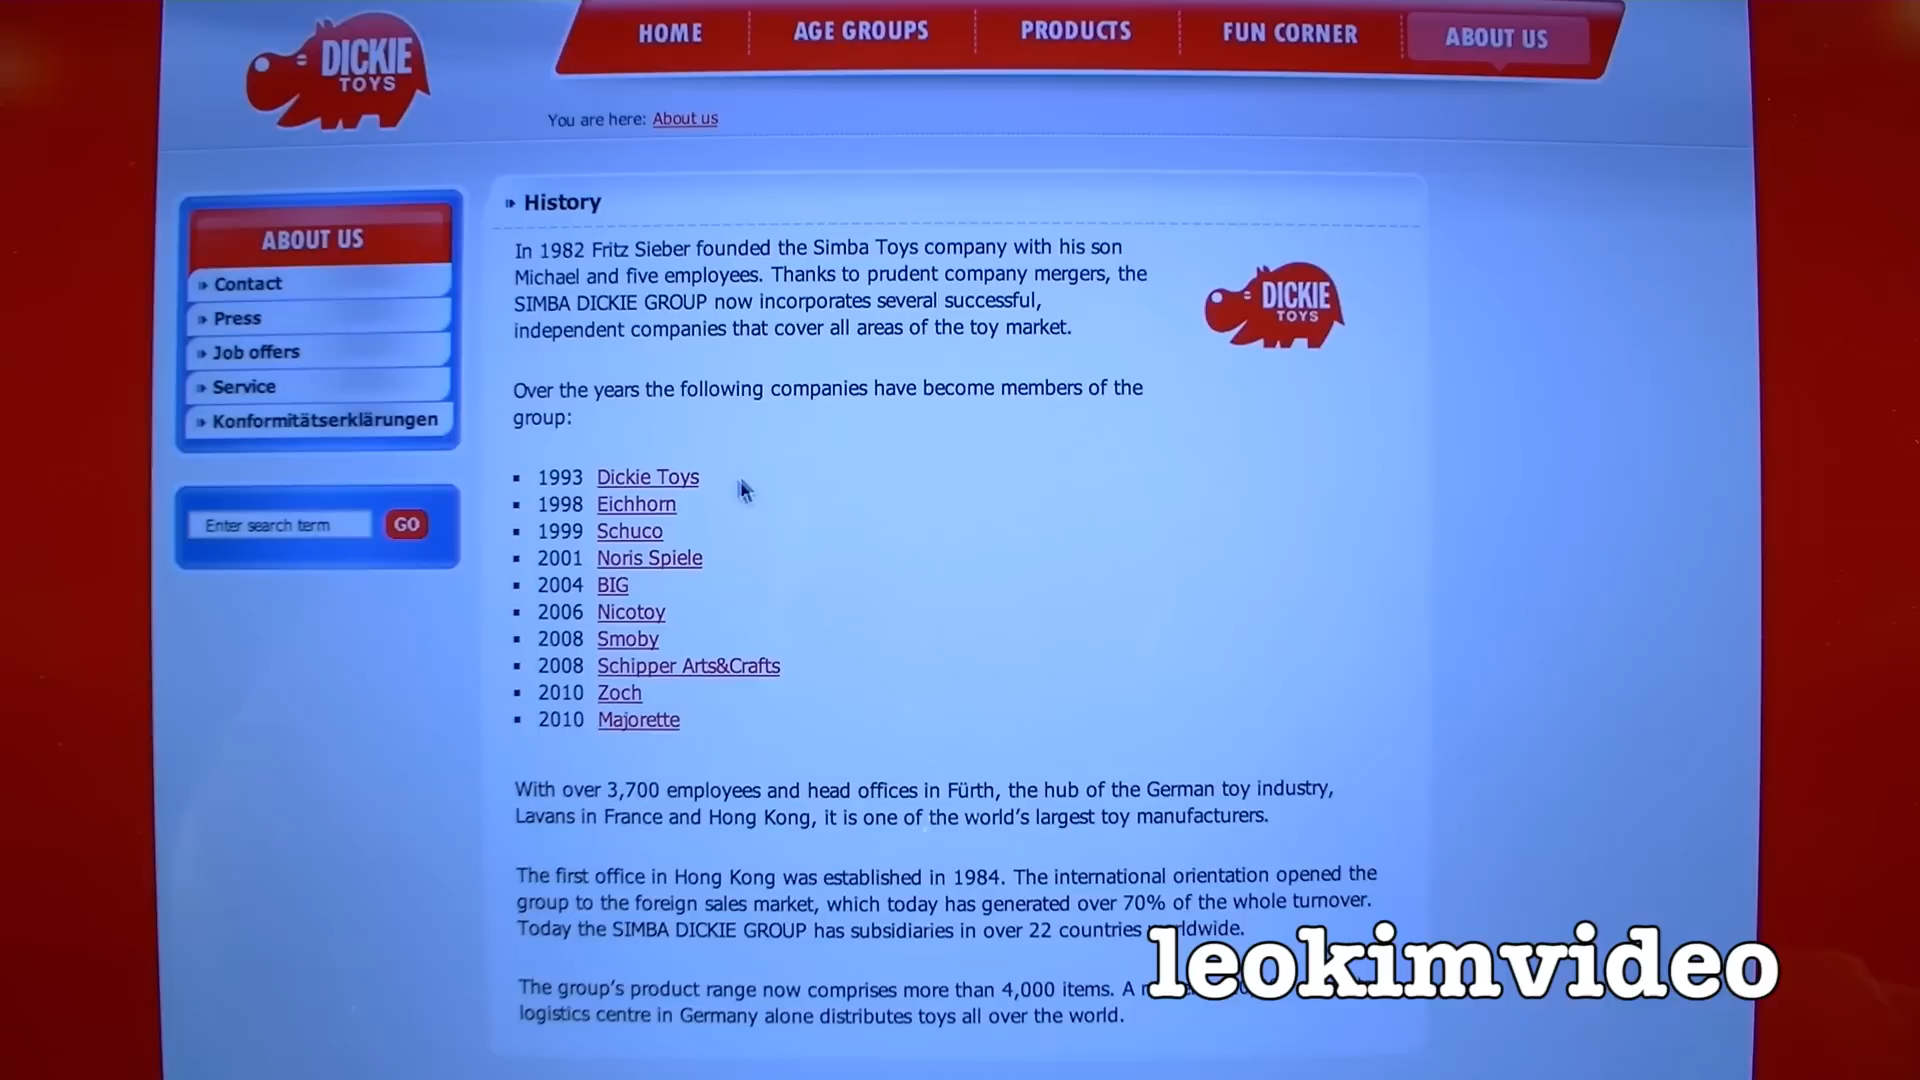 DICKIE
TOYS
HOME
AGE GROUPS
PRODUCTS
FUN CORNER
ABOUT US
You are here: About us
ABOUT US
Contact
Press
Job offers
Service
Konformitätserklärungen
Enter search term
GO
History
In 1982 Fritz Sieber founded the Simba Toys company with his son
Michael and five employees. Thanks to prudent company mergers, the
SIMBA DICKIE GROUP now incorporates several successful,
independent companies that cover all areas of the toy market.
DICKIE
TOYS
Over the years the following companies have become members of the
group:
1993 Dickie Toys
1998 Eichhorn
1999 Schuco
2001 Noris Spiele
2004 BIG
2006 Nicotoy
2008 Smoby
2008 Schipper Arts&Crafts
2010 Zoch
2010 Majorette
With over 3,700 employees and head offices in Fürth, the hub of the German toy industry,
Lavans in France and Hong Kong, it is one of the world's largest toy manufacturers.
The first office in Hong Kong was established in 1984. The international orientation opened the
group to the foreign sales market, which today has generated over 70% of the whole turnover.
Today the SIMBA DICKIE GROUP has subsidiaries in over 22 countries worldwide.
The group's product range now comprises more than 4,000 items. A
logistics centre in Germany alone distributes toys all over the world.
leokimvideo